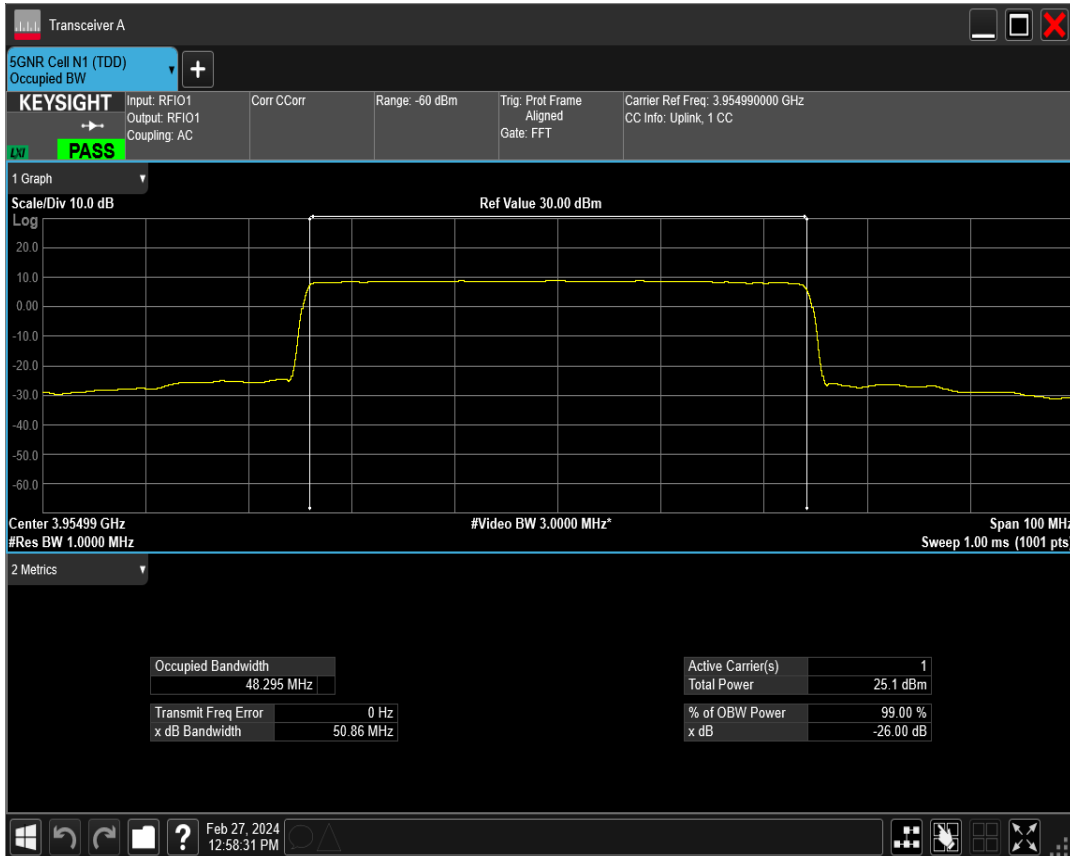 Transceiver A
5GNR Cell N1 (TDD)
Occupied BW
+
KEYSIGHT
LXI
PASS
Input: RFIO1
Output: RFIO1
Coupling: AC
Corr CCorr
Range: -60 dBm
Trig: Prot Frame
Aligned
Gate: FFT
Carrier Ref Freq: 3.954990000 GHz
CC Info: Uplink, 1 CC
1 Graph
Scale/Div 10.0 dB
Ref Value 30.00 dBm
Log
20.0
10.0
0.00
-10.0
-20.0
-30.0
-40.0
-50.0
-60.0
Center 3.95499 GHz
#Video BW 3.0000 MHz*
Span 100 MHz
#Res BW 1.0000 MHz
Sweep 1.00 ms (1001 pts)
2 Metrics
Occupied Bandwidth
48.295 MHz
Transmit Freq Error 0 Hz
x dB Bandwidth 50.86 MHz
Active Carrier(s) 1
Total Power 25.1 dBm
% of OBW Power 99.00 %
x dB -26.00 dB
?
Feb 27, 2024
12:58:31 PM